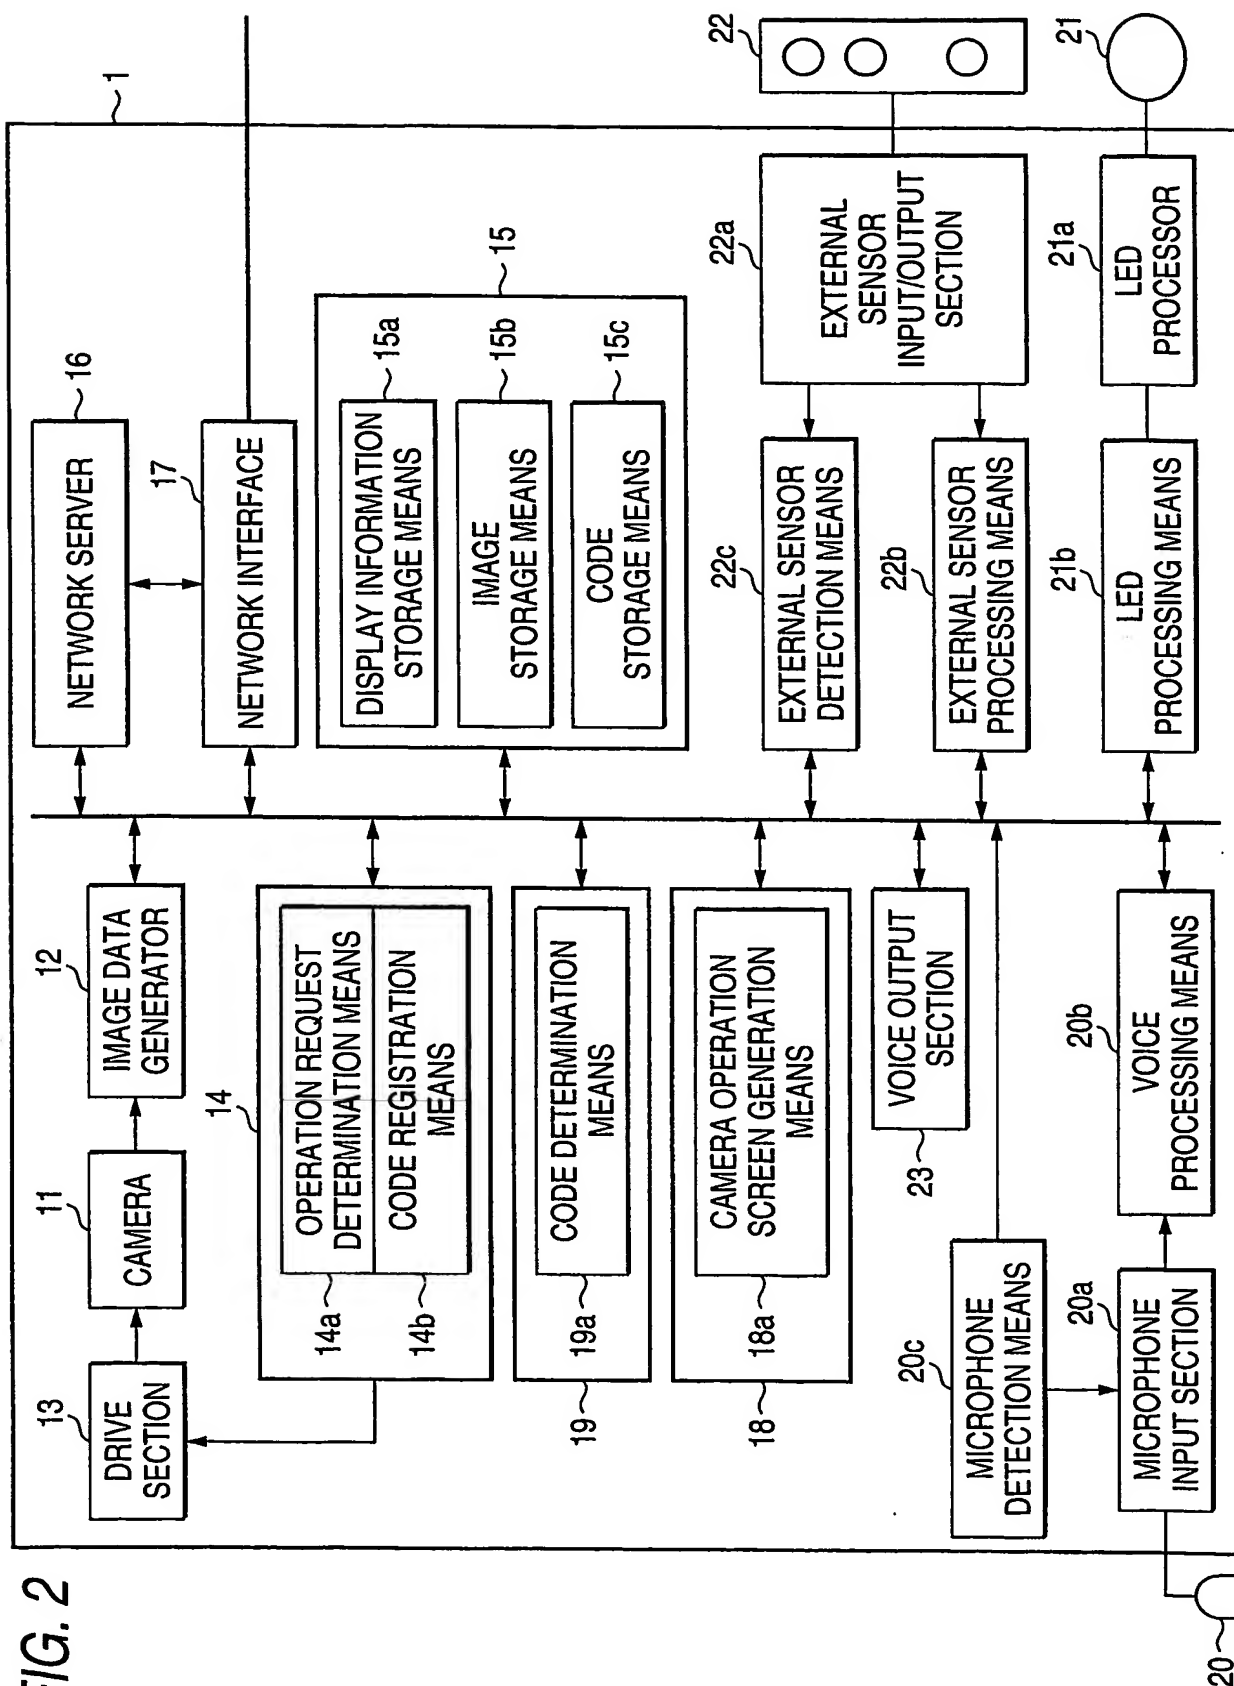 FIG. 2
1
13
DRIVE
SECTION
11
CAMERA
12
IMAGE DATA
GENERATOR
16
NETWORK SERVER
17
NETWORK INTERFACE
14
OPERATION REQUEST
DETERMINATION MEANS
14a
CODE REGISTRATION
MEANS
14b
15
DISPLAY INFORMATION
STORAGE MEANS
15a
IMAGE
STORAGE MEANS
15b
CODE
STORAGE MEANS
15c
CODE DETERMINATION
MEANS
19a
19
CAMERA OPERATION
SCREEN GENERATION
MEANS
18a
18
22
22a
EXTERNAL
SENSOR
INPUT/OUTPUT
SECTION
22c
EXTERNAL SENSOR
DETECTION MEANS
22b
EXTERNAL SENSOR
PROCESSING MEANS
VOICE OUTPUT
SECTION
23
20c
MICROPHONE
DETECTION MEANS
20a
MICROPHONE
INPUT SECTION
20b
VOICE
PROCESSING MEANS
21b
LED
PROCESSING MEANS
21a
LED
PROCESSOR
21
20